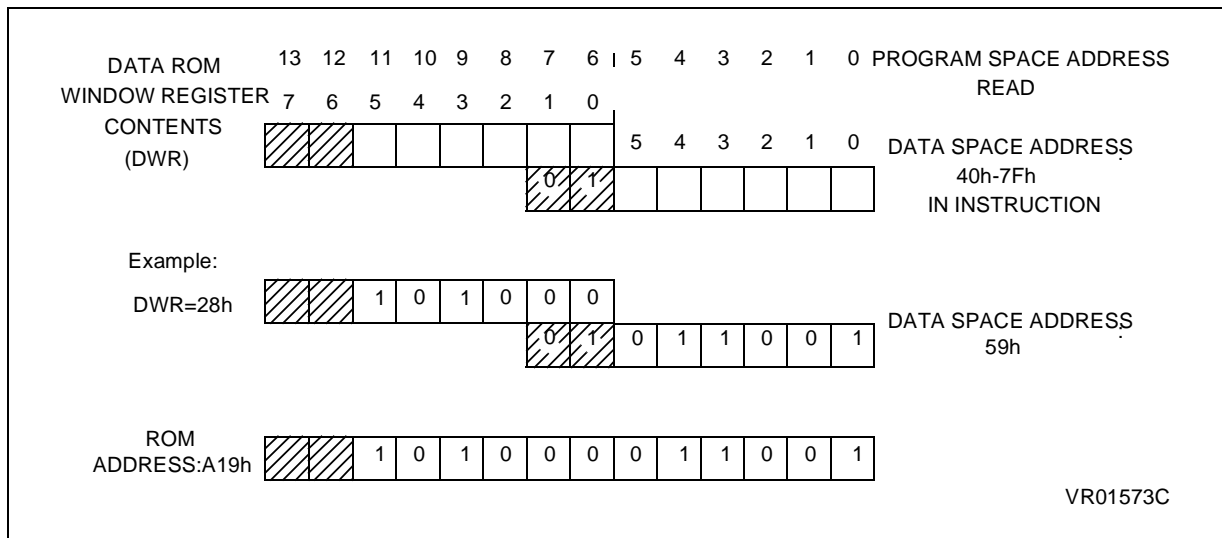 13 12 11 10 9 8 7 6 5 4 3 2 1 0 PROGRAM SPACE ADDRESS
READ
DATA ROM
WINDOW REGISTER 7 6 5 4 3 2 1 0
CONTENTS
(DWR)
5 4 3 2 1 0 DATA SPACE ADDRESS
40h-7Fh
IN INSTRUCTION
0 1
Example:
DWR=28h 1 0 1 0 0 0
0 1 0 1 1 0 0 1 DATA SPACE ADDRESS
59h
ROM
ADDRESS:A19h 1 0 1 0 0 0 0 1 1 0 0 1
VR01573C